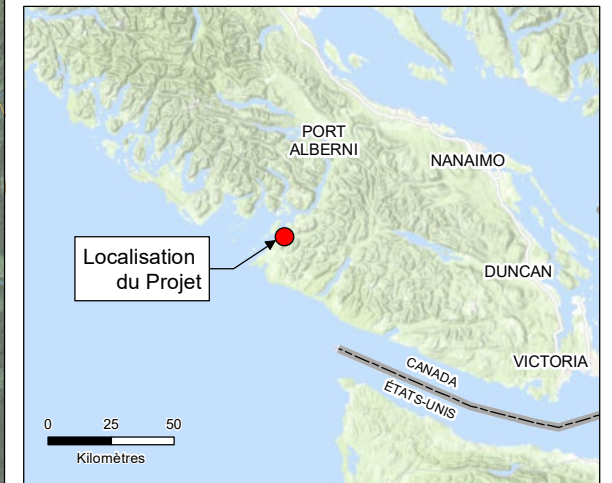 PORT
ALBERNI
NANAIMO
Localisation
du Projet
DUNCAN
VICTORIA
CANADA
ÉTATS-UNIS
0 25 50
Kilomètres